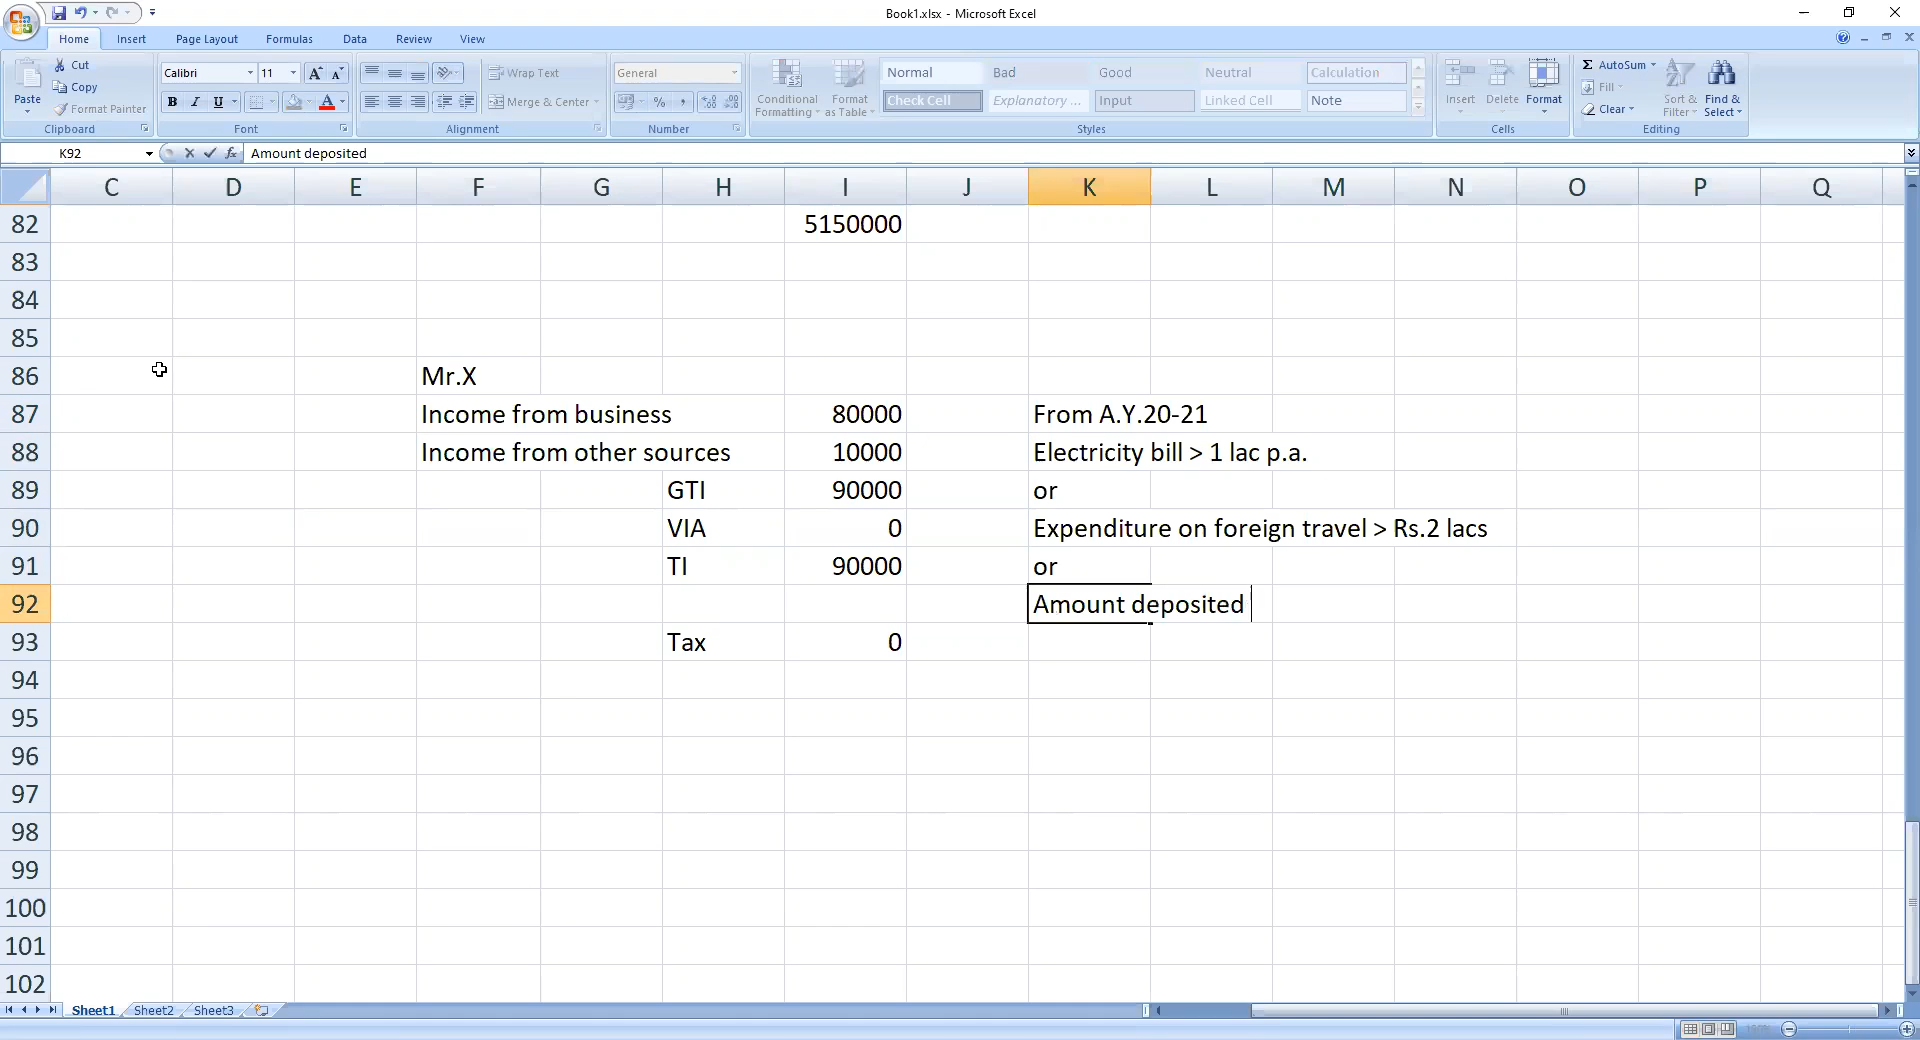 Book1.xlsx - Microsoft Excel
Home Insert Page Layout Formulas Data Review View
Paste
Cut
Copy
Format Painter
Clipboard
Calibri 11
B I U
Font
Wrap Text
Merge & Center
Alignment
General
Number
Conditional Formatting
Format as Table
Normal Bad Good Neutral Calculation
Check Cell Explanatory ... Input Linked Cell Note
Styles
Insert Delete Format
Cells
Σ AutoSum
Fill
Clear
Sort & Filter
Find & Select
Editing
K92 fx Amount deposited
C D E F G H I J K L M N O P Q
82 5150000
83
84
85
86 Mr.X
87 Income from business 80000 From A.Y.20-21
88 Income from other sources 10000 Electricity bill > 1 lac p.a.
89 GTI 90000 or
90 VIA 0 Expenditure on foreign travel > Rs.2 lacs
91 TI 90000 or
92 Amount deposited
93 Tax 0
94
95
96
97
98
99
100
101
102
Sheet1 Sheet2 Sheet3